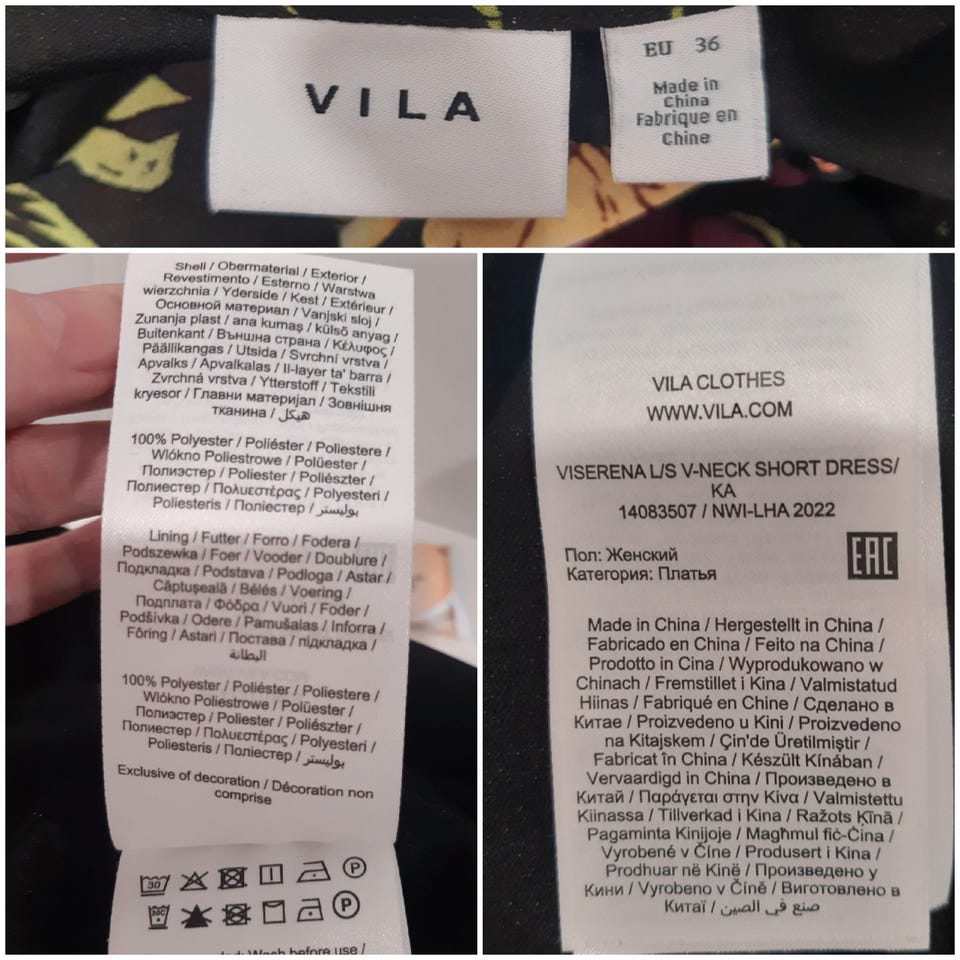 VILA
EU 36
Made in
China
Fabrique en
Chine
Shell / Obermaterial / Exterior /
Revestimento / Esterno / Warstwa
wierzchnia / Yderside / Kest / Extérieur /
Основной материал / Vanjski sloj /
Zunanja plast / ana kumaş / külső anyag /
Buitenkant / Външна страна / Κέλυφος /
Päällikangas / Utsida / Svrchní vrstva /
Apvalks / Apvalkalas / Il-layer ta' barra /
Zvrchná vrstva / Ytterstoff / Tekstili
kryesor / Главни материјал / Зовнішня
тканина / هيكل
100% Polyester / Poliéster / Poliestere /
Włókno Poliestrowe / Polüester /
Полиэстер / Poliester / Poliészter /
Полиестер / Πολυεστέρας / Polyesteri /
Poliesteris / Поліестер / بوليستر
Lining / Futter / Forro / Fodera /
Podszewka / Foer / Vooder / Doublure /
Подкладка / Podstava / Podloga / Astar /
Căptușeală / Bélés / Voering /
Подплата / Φόδρα / Vuori / Foder /
Podšívka / Odere / Pamušalas / Inforra /
Fôring / Astari / Постава / підкладка /
البطانة
100% Polyester / Poliéster / Poliestere /
Włókno Poliestrowe / Polüester /
Полиэстер / Poliester / Poliészter /
Полиестер / Πολυεστέρας / Polyesteri /
Poliesteris / Поліестер / بوليستر
Exclusive of decoration / Décoration non
comprise
30 P
30C P
Wash before use /
VILA CLOTHES
WWW.VILA.COM
VISERENA L/S V-NECK SHORT DRESS/
KA
14083507 / NWI-LHA 2022
Пол: Женский
Категория: Платья
EAC
Made in China / Hergestellt in China /
Fabricado en China / Feito na China /
Prodotto in Cina / Wyprodukowano w
Chinach / Fremstillet i Kina / Valmistatud
Hiinas / Fabriqué en Chine / Сделано в
Китае / Proizvedeno u Kini / Proizvedeno
na Kitajskem / Çin'de Üretilmiştir /
Fabricat în China / Készült Kínában /
Vervaardigd in China / Произведено в
Китай / Παράγεται στην Κίνα / Valmistettu
Kiinassa / Tillverkad i Kina / Ražots Ķīnā /
Pagaminta Kinijoje / Magħmul fiċ-Ċina /
Vyrobené v Číne / Produsert i Kina /
Prodhuar në Kinë / Произведено у
Кини / Vyrobeno v Číně / Виготовлено в
Китаї / صنع في الصين